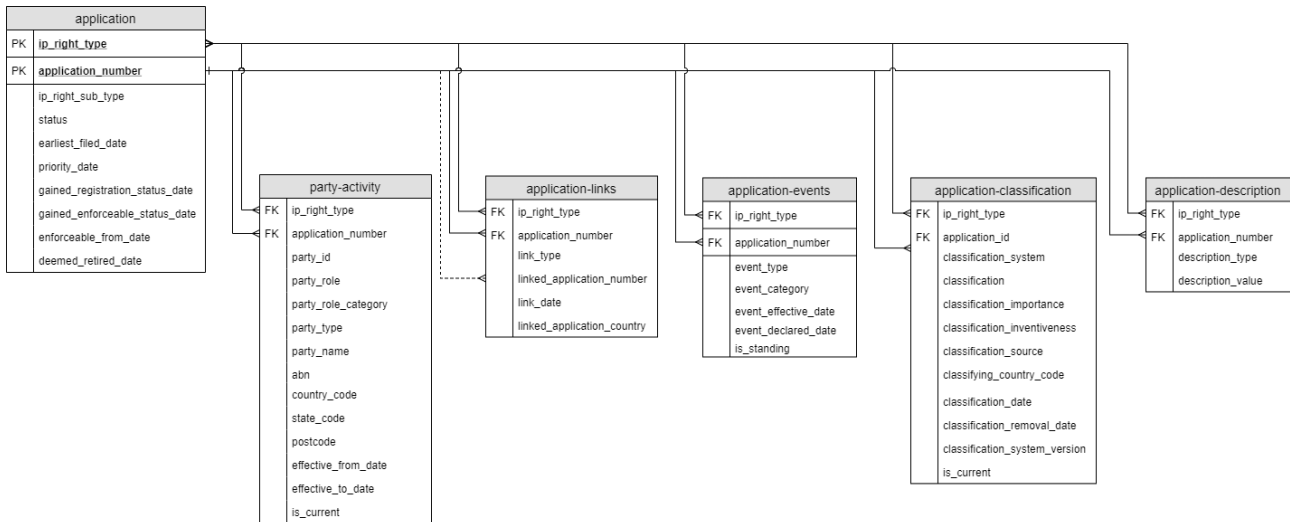 application
PK ip_right_type
PK application_number
ip_right_sub_type
status
earliest_filed_date
priority_date
gained_registration_status_date
gained_enforceable_status_date
enforceable_from_date
deemed_retired_date
party-activity
FK ip_right_type
FK application_number
party_id
party_role
party_role_category
party_type
party_name
abn
country_code
state_code
postcode
effective_from_date
effective_to_date
is_current
application-links
FK ip_right_type
FK application_number
link_type
linked_application_number
link_date
linked_application_country
application-events
FK ip_right_type
FK application_number
event_type
event_category
event_effective_date
event_declared_date
is_standing
application-classification
FK ip_right_type
FK application_id
classification_system
classification
classification_importance
classification_inventiveness
classification_source
classifying_country_code
classification_date
classification_removal_date
classification_system_version
is_current
application-description
FK ip_right_type
FK application_number
description_type
description_value